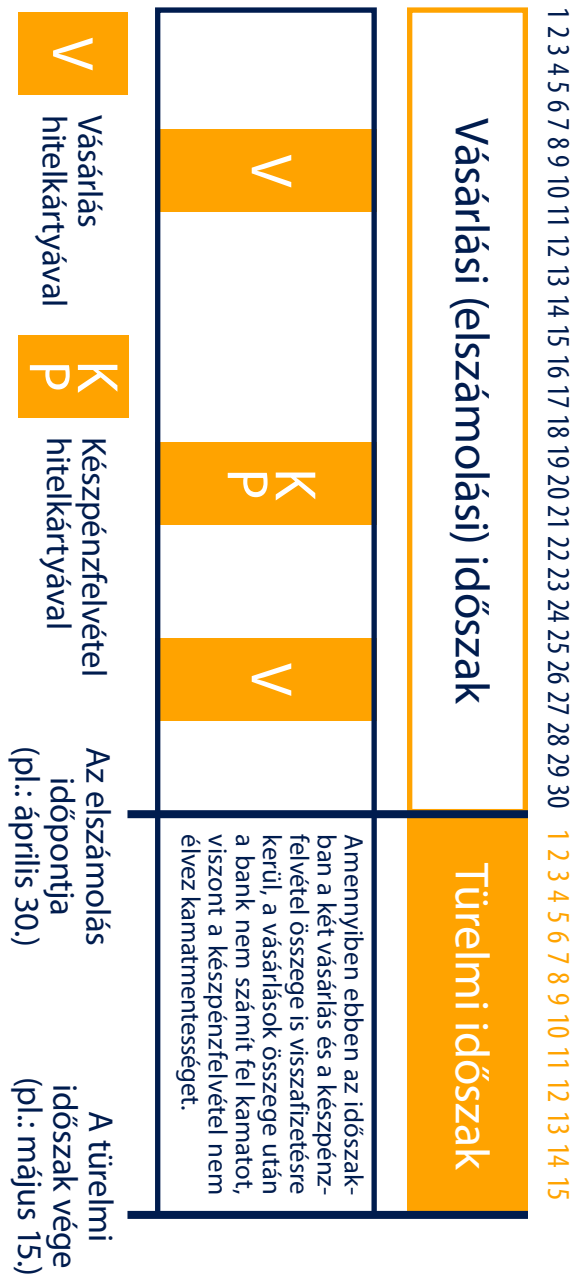 1 2 3 4 5 6 7 8 9 10 11 12 13 14 15 16 17 18 19 20 21 22 23 24 25 26 27 28 29 30 1 2 3 4 5 6 7 8 9 10 11 12 13 14 15
Vásárlási (elszámolási) időszak
Türelmi időszak
V
K
P
V
Amennyiben ebben az időszak-
ban a két vásárlás és a készpénz-
felvétel összege is visszafizetésre
kerül, a vásárlások összege után
a bank nem számít fel kamatot,
viszont a készpénzfelvétel nem
élvez kamatmentességet.
V
Vásárlás
hitelkártyával
K
P
Készpénzfelvétel
hitelkártyával
Az elszámolás
időpontja
(pl.: április 30.)
A türelmi
időszak vége
(pl.: május 15.)